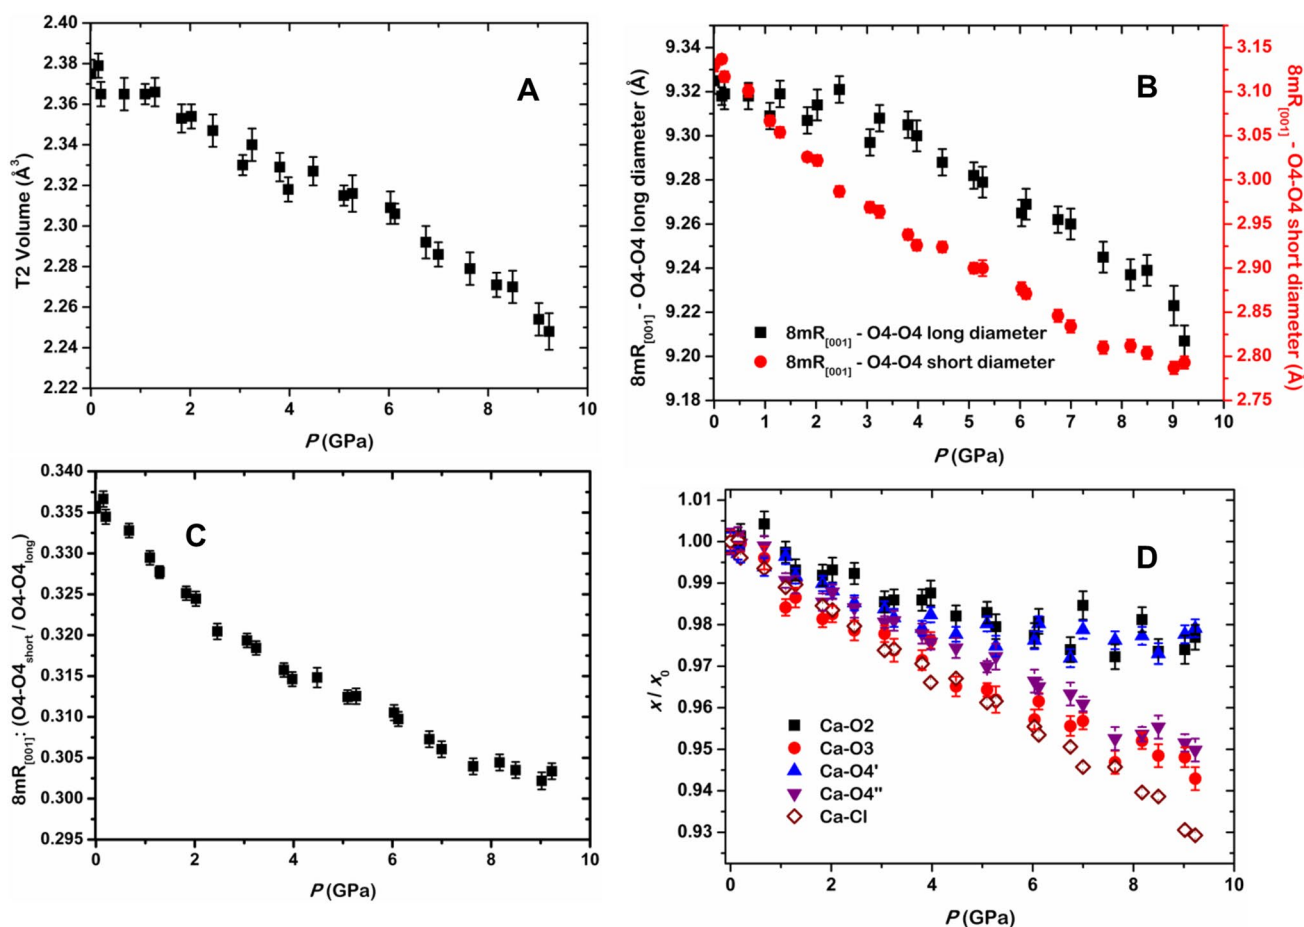 A
2.40
2.38
2.36
2.34
2.32
2.30
2.28
2.26
2.24
2.22
T2 Volume (Å³)
0 2 4 6 8 10
P (GPa)
B
9.34
9.32
9.30
9.28
9.26
9.24
9.22
9.20
9.18
8mR[001] - O4-O4 long diameter (Å)
3.15
3.10
3.05
3.00
2.95
2.90
2.85
2.80
2.75
8mR[001] - O4-O4 short diameter (Å)
8mR[001] - O4-O4 long diameter
8mR[001] - O4-O4 short diameter
0 1 2 3 4 5 6 7 8 9 10
P (GPa)
C
0.340
0.335
0.330
0.325
0.320
0.315
0.310
0.305
0.300
0.295
8mR[001]: (O4-O4short / O4-O4long)
0 2 4 6 8 10
P (GPa)
D
1.01
1.00
0.99
0.98
0.97
0.96
0.95
0.94
0.93
x / x0
Ca-O2
Ca-O3
Ca-O4'
Ca-O4"
Ca-Cl
0 2 4 6 8 10
P (GPa)